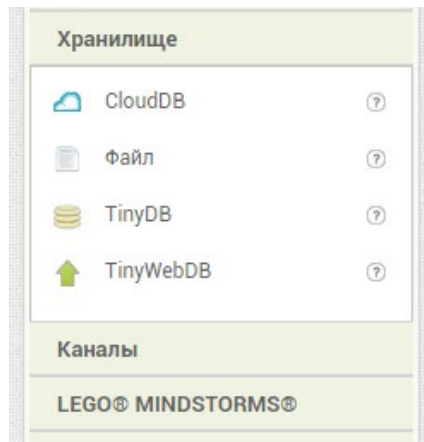 Хранилище
CloudDB
Файл
TinyDB
TinyWebDB
Каналы
LEGO® MINDSTORMS®